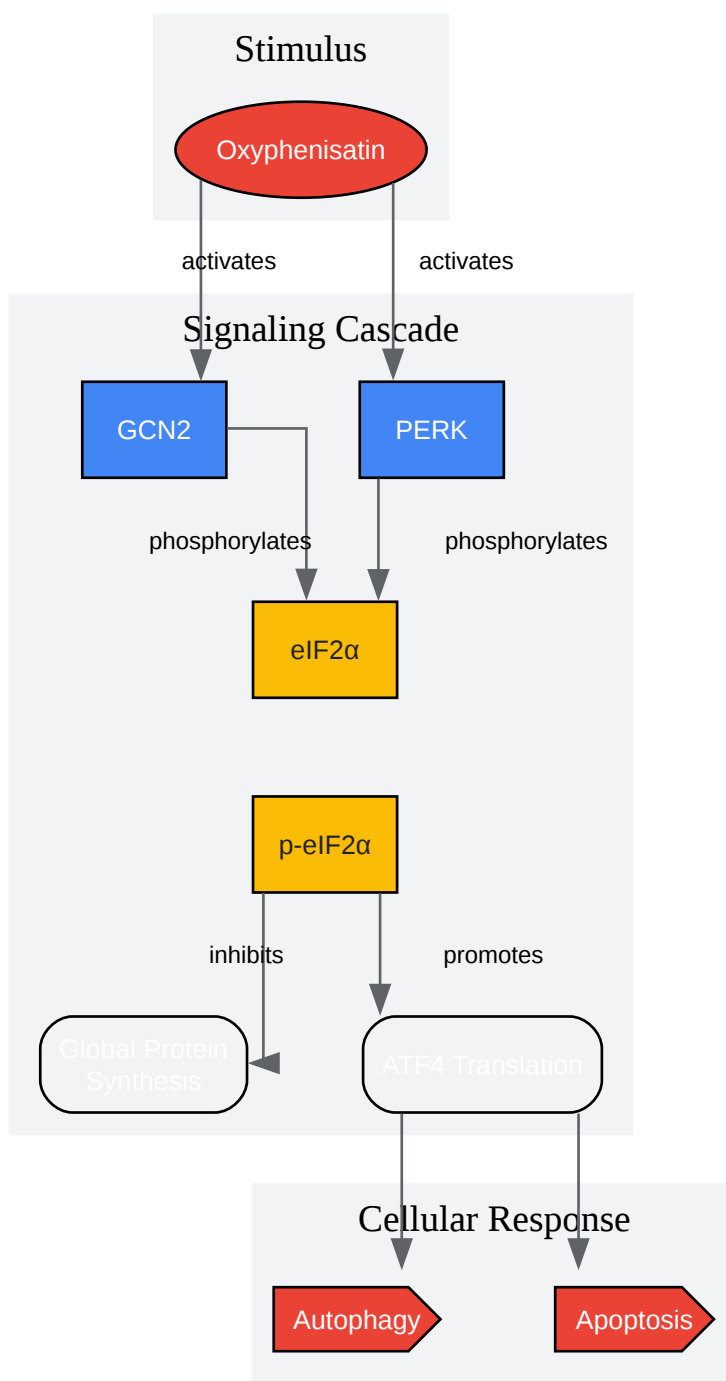 Stimulus
Oxyphenisatin
activates
activates
Signaling Cascade
GCN2
PERK
phosphorylates
phosphorylates
eIF2α
p-eIF2α
inhibits
promotes
Global Protein
Synthesis
ATF4 Translation
Cellular Response
Autophagy
Apoptosis